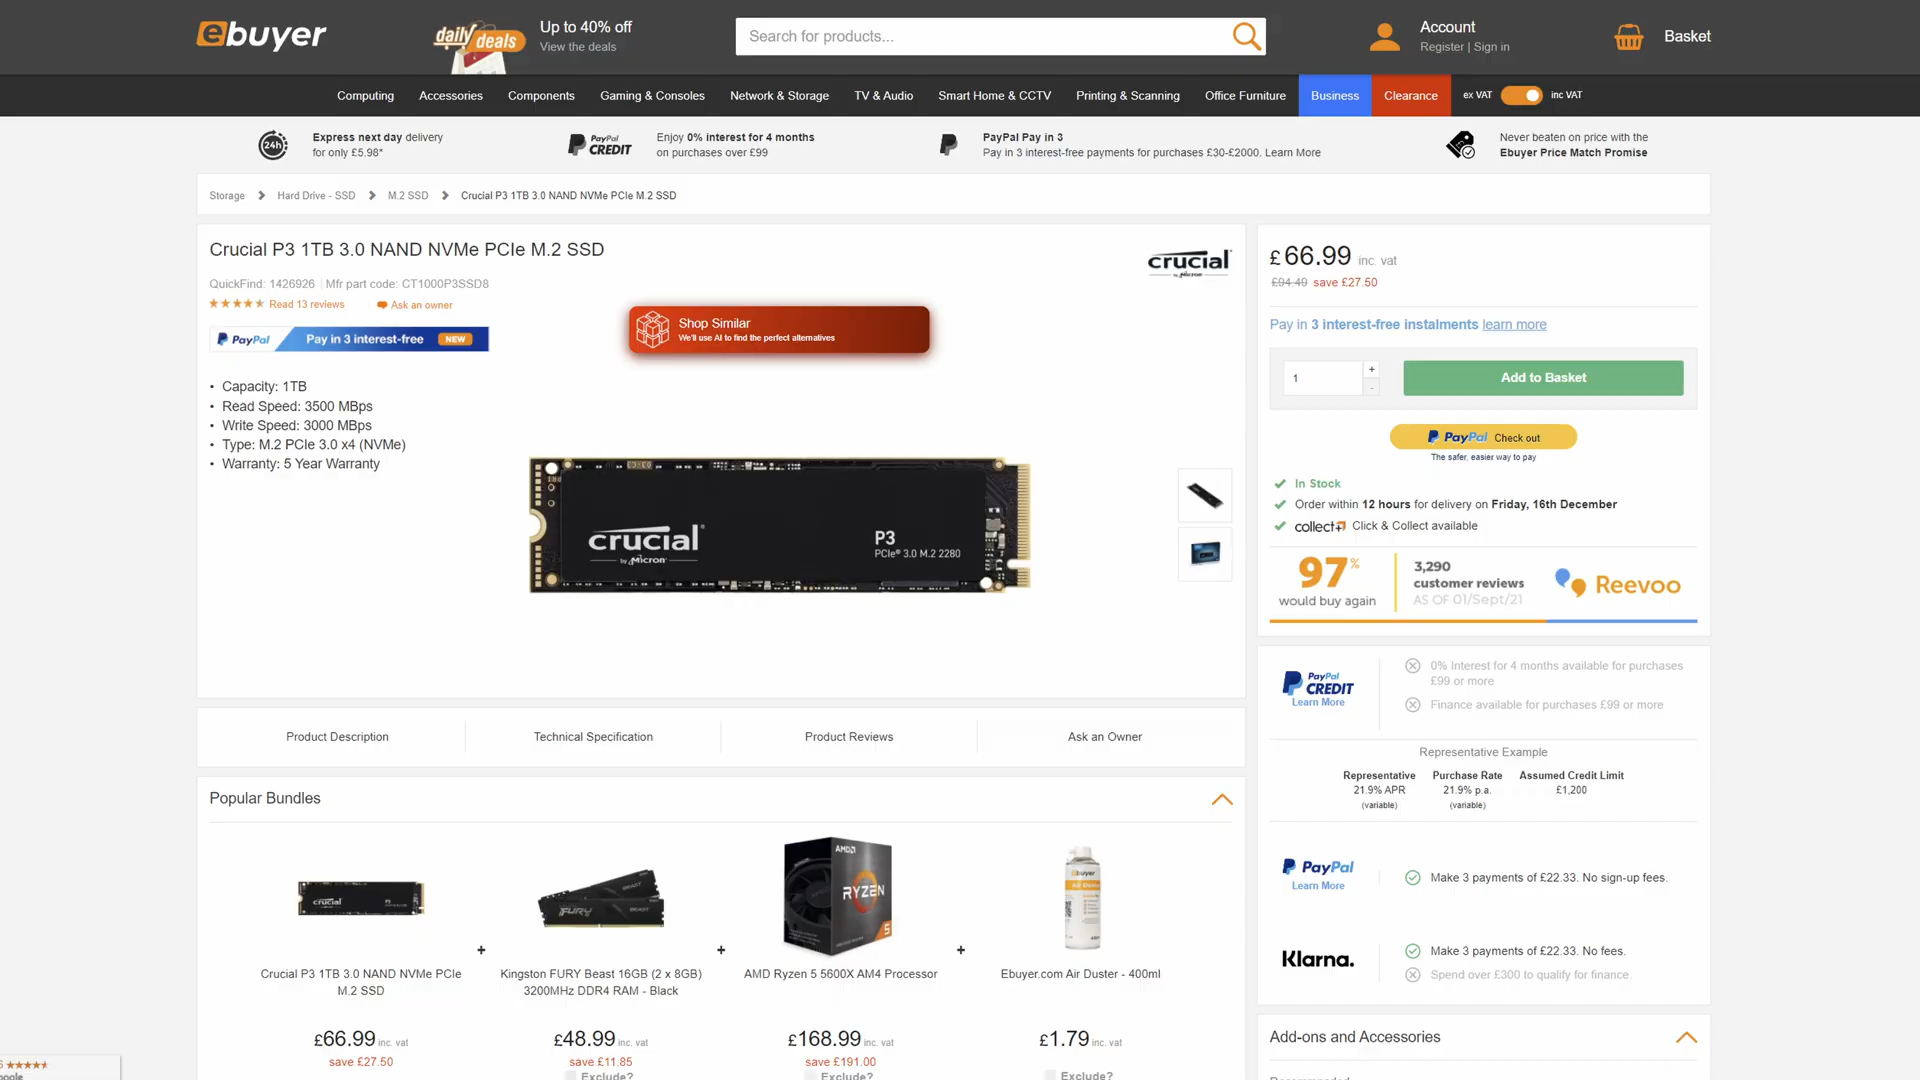 ebuyer
daily deals
Up to 40% off
View the deals
Search for products...
Account
Register | Sign in
Basket
Computing
Accessories
Components
Gaming & Consoles
Network & Storage
TV & Audio
Smart Home & CCTV
Printing & Scanning
Office Furniture
Business
Clearance
ex VAT
inc VAT
24h
Express next day delivery
for only £5.98*
PayPal
CREDIT
Enjoy 0% interest for 4 months
on purchases over £99
PayPal Pay in 3
Pay in 3 interest-free payments for purchases £30-£2000. Learn More
Never beaten on price with the
Ebuyer Price Match Promise
Storage
Hard Drive - SSD
M.2 SSD
Crucial P3 1TB 3.0 NAND NVMe PCIe M.2 SSD
Crucial P3 1TB 3.0 NAND NVMe PCIe M.2 SSD
crucial
by Micron
QuickFind: 1426926 | Mfr part code: CT1000P3SSD8
Read 13 reviews
Ask an owner
PayPal
Pay in 3 interest-free
NEW
Shop Similar
We'll use AI to find the perfect alternatives
• Capacity: 1TB
• Read Speed: 3500 MBps
• Write Speed: 3000 MBps
• Type: M.2 PCIe 3.0 x4 (NVMe)
• Warranty: 5 Year Warranty
crucial
by Micron
P3
PCIe® 3.0 M.2 2280
£66.99 inc. vat
£94.49 save £27.50
Pay in 3 interest-free instalments learn more
1
+
-
Add to Basket
PayPal Check out
The safer, easier way to pay
In Stock
Order within 12 hours for delivery on Friday, 16th December
collect+ Click & Collect available
97%
would buy again
3,290
customer reviews
AS OF 01/Sept/21
Reevoo
PayPal
CREDIT
Learn More
0% Interest for 4 months available for purchases
£99 or more
Finance available for purchases £99 or more
Representative Example
Representative
21.9% APR
(variable)
Purchase Rate
21.9% p.a.
(variable)
Assumed Credit Limit
£1,200
PayPal
Learn More
Make 3 payments of £22.33. No sign-up fees.
Klarna.
Make 3 payments of £22.33. No fees.
Spend over £300 to qualify for finance.
Add-ons and Accessories
Product Description
Technical Specification
Product Reviews
Ask an Owner
Popular Bundles
crucial
P3
FURY
BEAST
BEAST
AMD
RYZEN
5
ebuyer
Air Duster
+
+
+
Crucial P3 1TB 3.0 NAND NVMe PCIe
M.2 SSD
Kingston FURY Beast 16GB (2 x 8GB)
3200MHz DDR4 RAM - Black
AMD Ryzen 5 5600X AM4 Processor
Ebuyer.com Air Duster - 400ml
£66.99 inc. vat
save £27.50
£48.99 inc. vat
save £11.85
Exclude?
£168.99 inc. vat
save £191.00
Exclude?
£1.79 inc. vat
Exclude?